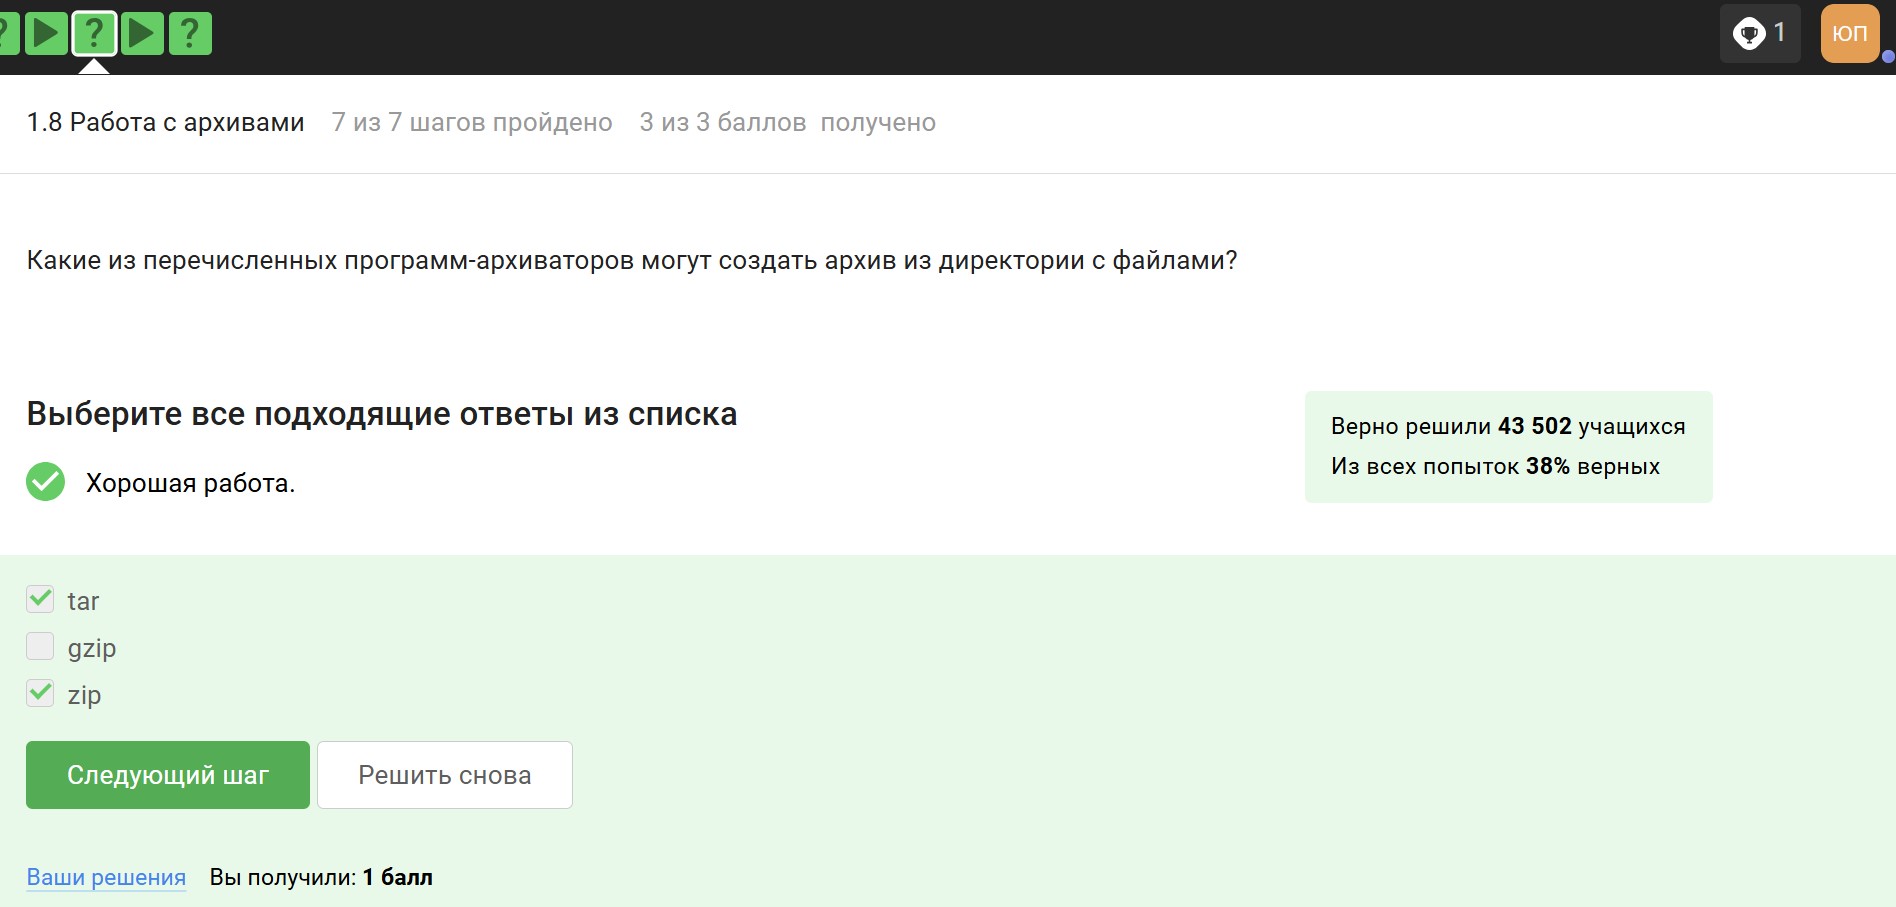 ? ? ?
1 ЮП
1.8 Работа с архивами 7 из 7 шагов пройдено 3 из 3 баллов получено
Какие из перечисленных программ-архиваторов могут создать архив из директории с файлами?
Выберите все подходящие ответы из списка
Хорошая работа.
Верно решили 43 502 учащихся
Из всех попыток 38% верных
tar
gzip
zip
Следующий шаг Решить снова
Ваши решения Вы получили: 1 балл